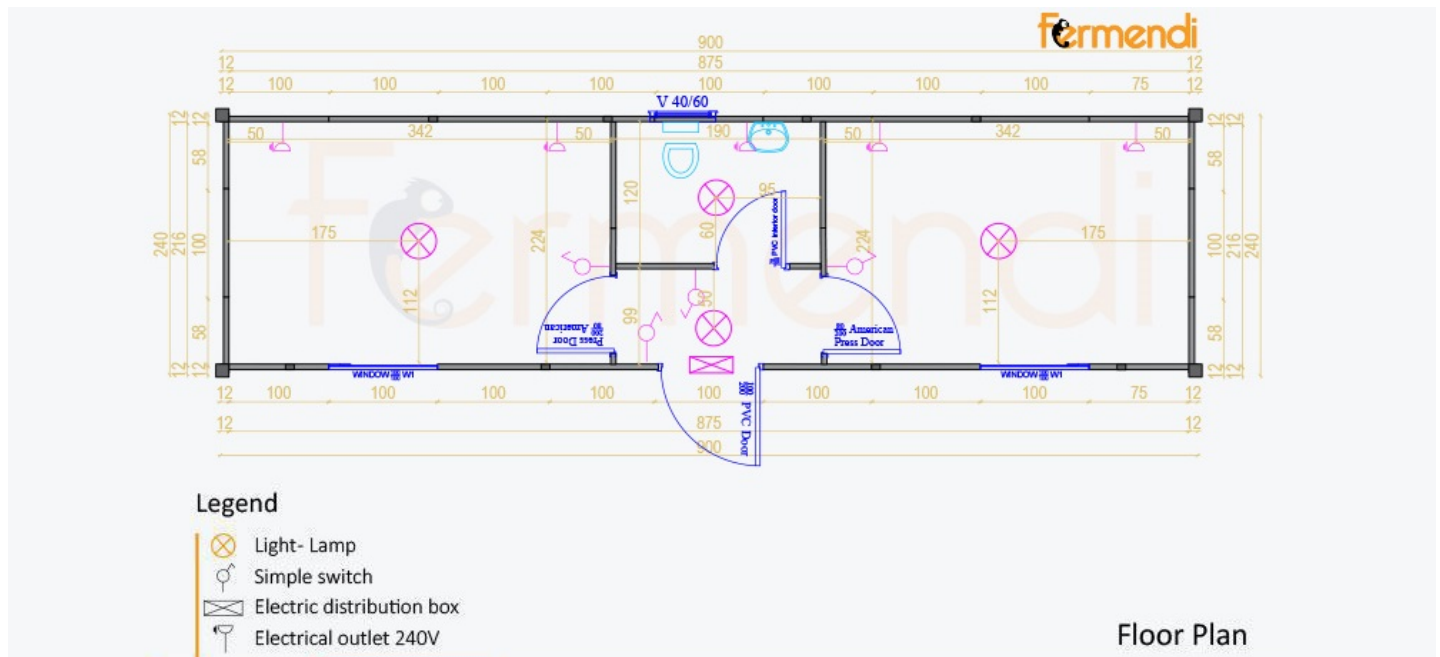 fermendi
900
12 875 12
12 100 100 100 100 100 100 100 100 75 12
V 40/60
50 342 50 190 50 342 50
12 12 12
58
240 216 100
58
12 12 12
12 12
58
100 216 240
58
12 12
fermendi
120
95
175
224
60
PVC Interior door
224
175
112
99
50
112
American
Press Door
American
Press Door
WINDOW W1
WINDOW W1
100
PVC Door
12 100 100 100 100 100 100 100 100 75 12
12 875 12
900
Legend
Light- Lamp
Simple switch
Electric distribution box
Electrical outlet 240V
Floor Plan